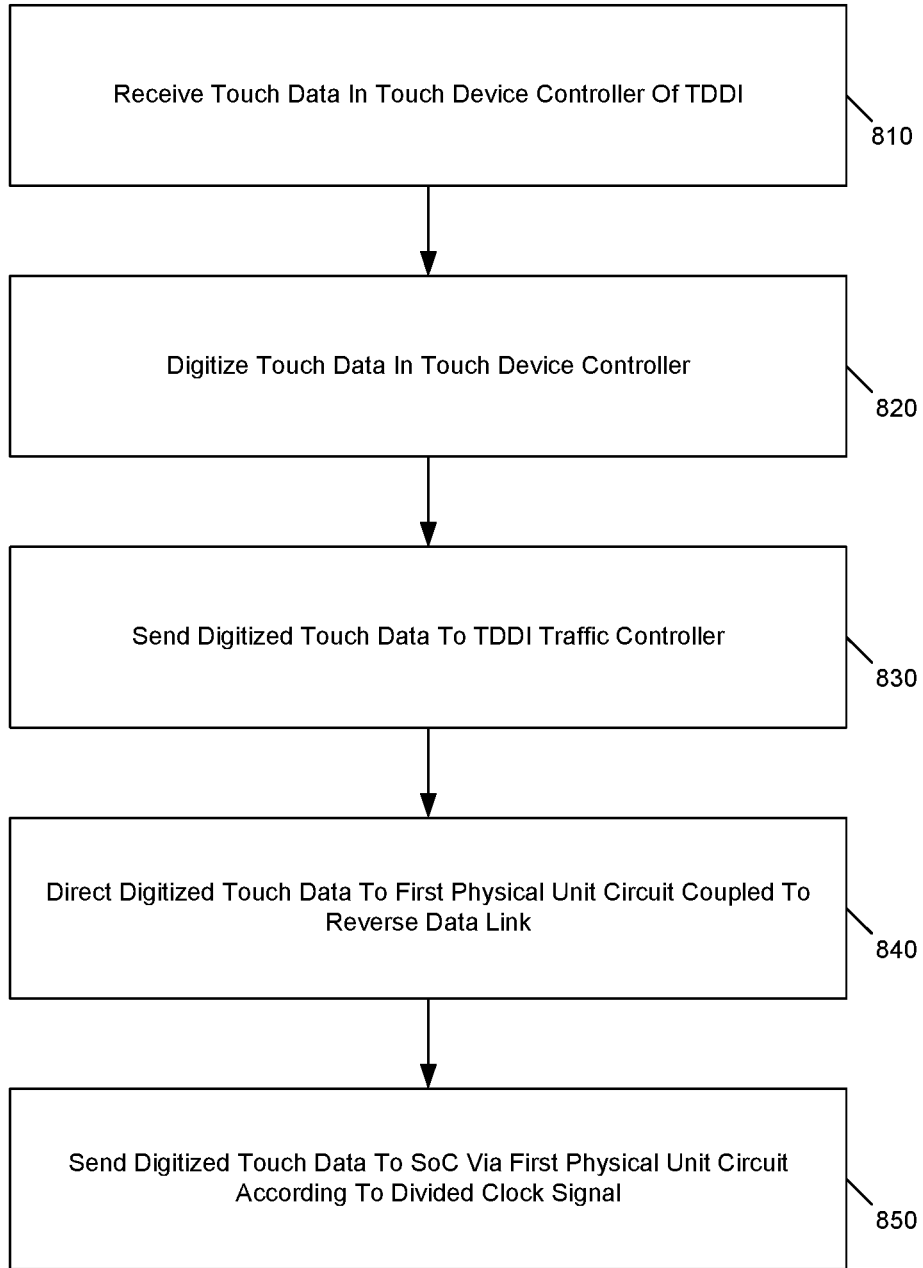 Receive Touch Data In Touch Device Controller Of TDDI
810
Digitize Touch Data In Touch Device Controller
820
Send Digitized Touch Data To TDDI Traffic Controller
830
Direct Digitized Touch Data To First Physical Unit Circuit Coupled To
Reverse Data Link
840
Send Digitized Touch Data To SoC Via First Physical Unit Circuit
According To Divided Clock Signal
850